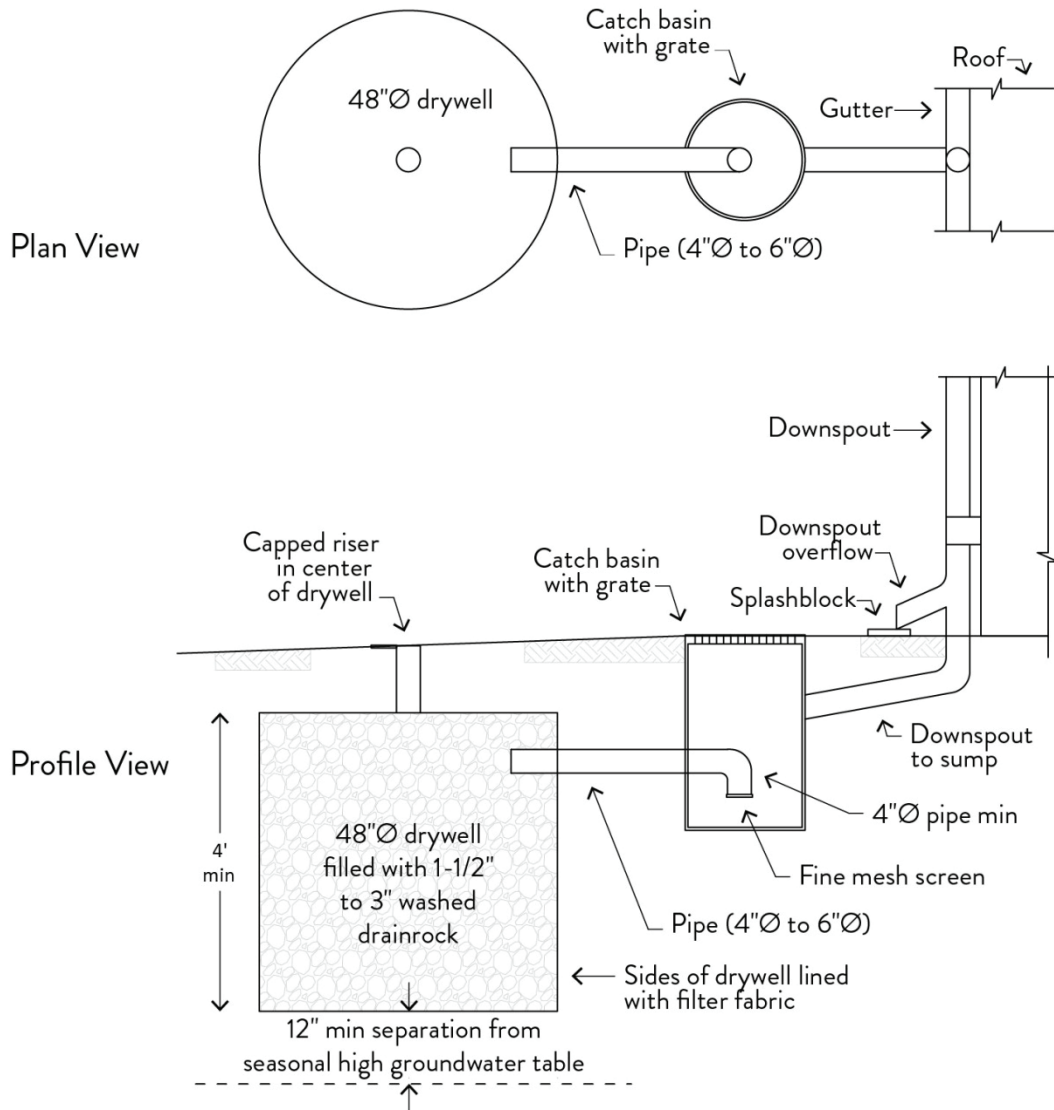 Catch basin
with grate
Roof
48"Ø drywell
Gutter
Plan View
Pipe (4"Ø to 6"Ø)
Downspout
Capped riser
in center
of drywell
Catch basin
with grate
Downspout
overflow
Splashblock
Profile View
Downspout
to sump
4"Ø pipe min
4'
min
48"Ø drywell
filled with 1-1/2"
to 3" washed
drainrock
Fine mesh screen
Pipe (4"Ø to 6"Ø)
Sides of drywell lined
with filter fabric
12" min separation from
seasonal high groundwater table